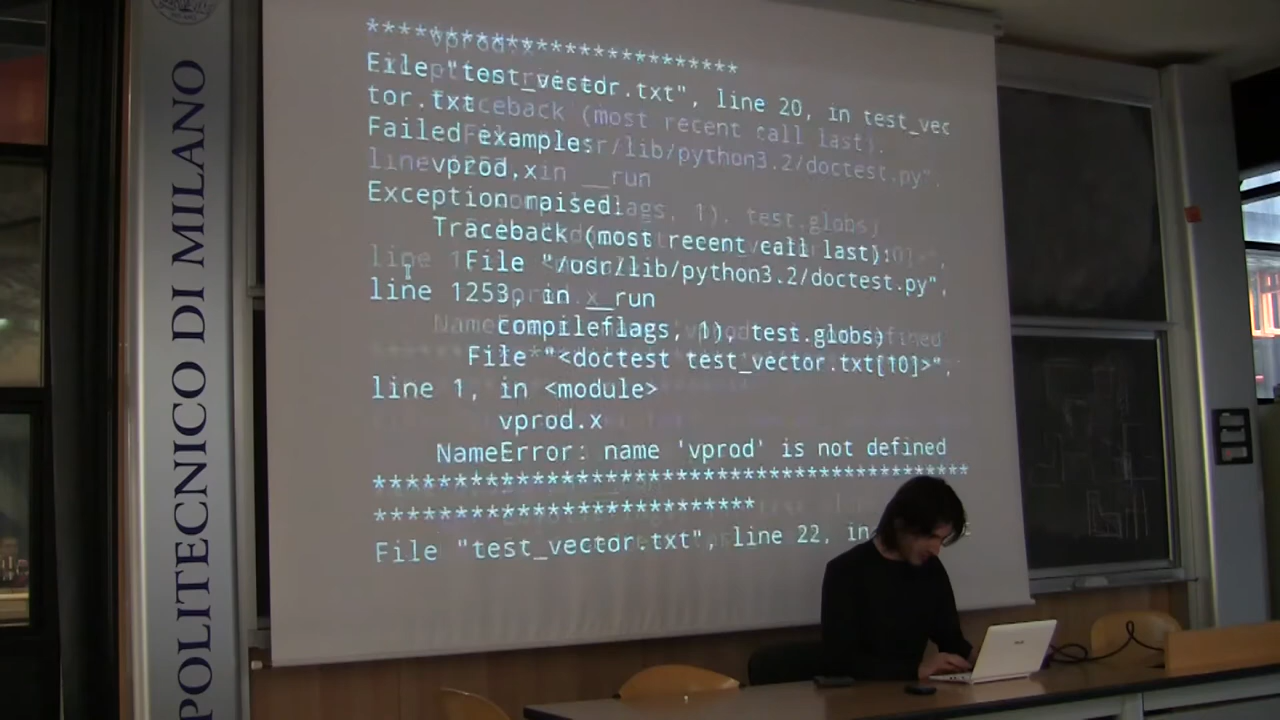 POLITECNICO DI MILANO
*************************
File "test_vector.txt", line 20, in test_vec
tor.txt
Failed example:
vprod.x
Exception raised:
Traceback (most recent call last):
File "/usr/lib/python3.2/doctest.py",
line 1253, in __run
compileflags, 1), test.globs)
File "<doctest test_vector.txt[10]>",
line 1, in <module>
vprod.x
NameError: name 'vprod' is not defined
********************************************
*************************
File "test_vector.txt", line 22, in